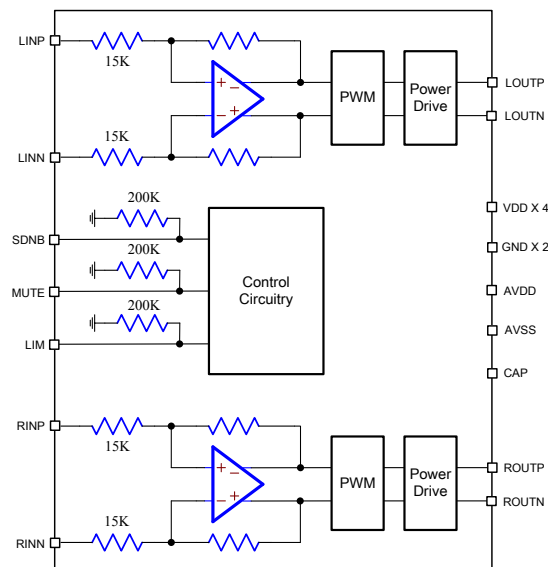 LINP
15K
PWM
Power
Drive
LOUTP
LOUTN
15K
LINN
200K
SDNB
200K
MUTE
200K
LIM
Control
Circuitry
VDD X 4
GND X 2
AVDD
AVSS
CAP
RINP
15K
PWM
Power
Drive
ROUTP
ROUTN
15K
RINN